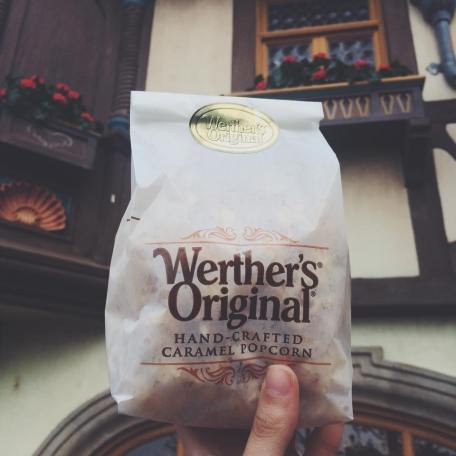 Werther's
Original
Werther's®
Original®
HAND-CRAFTED
CARAMEL POPCORN